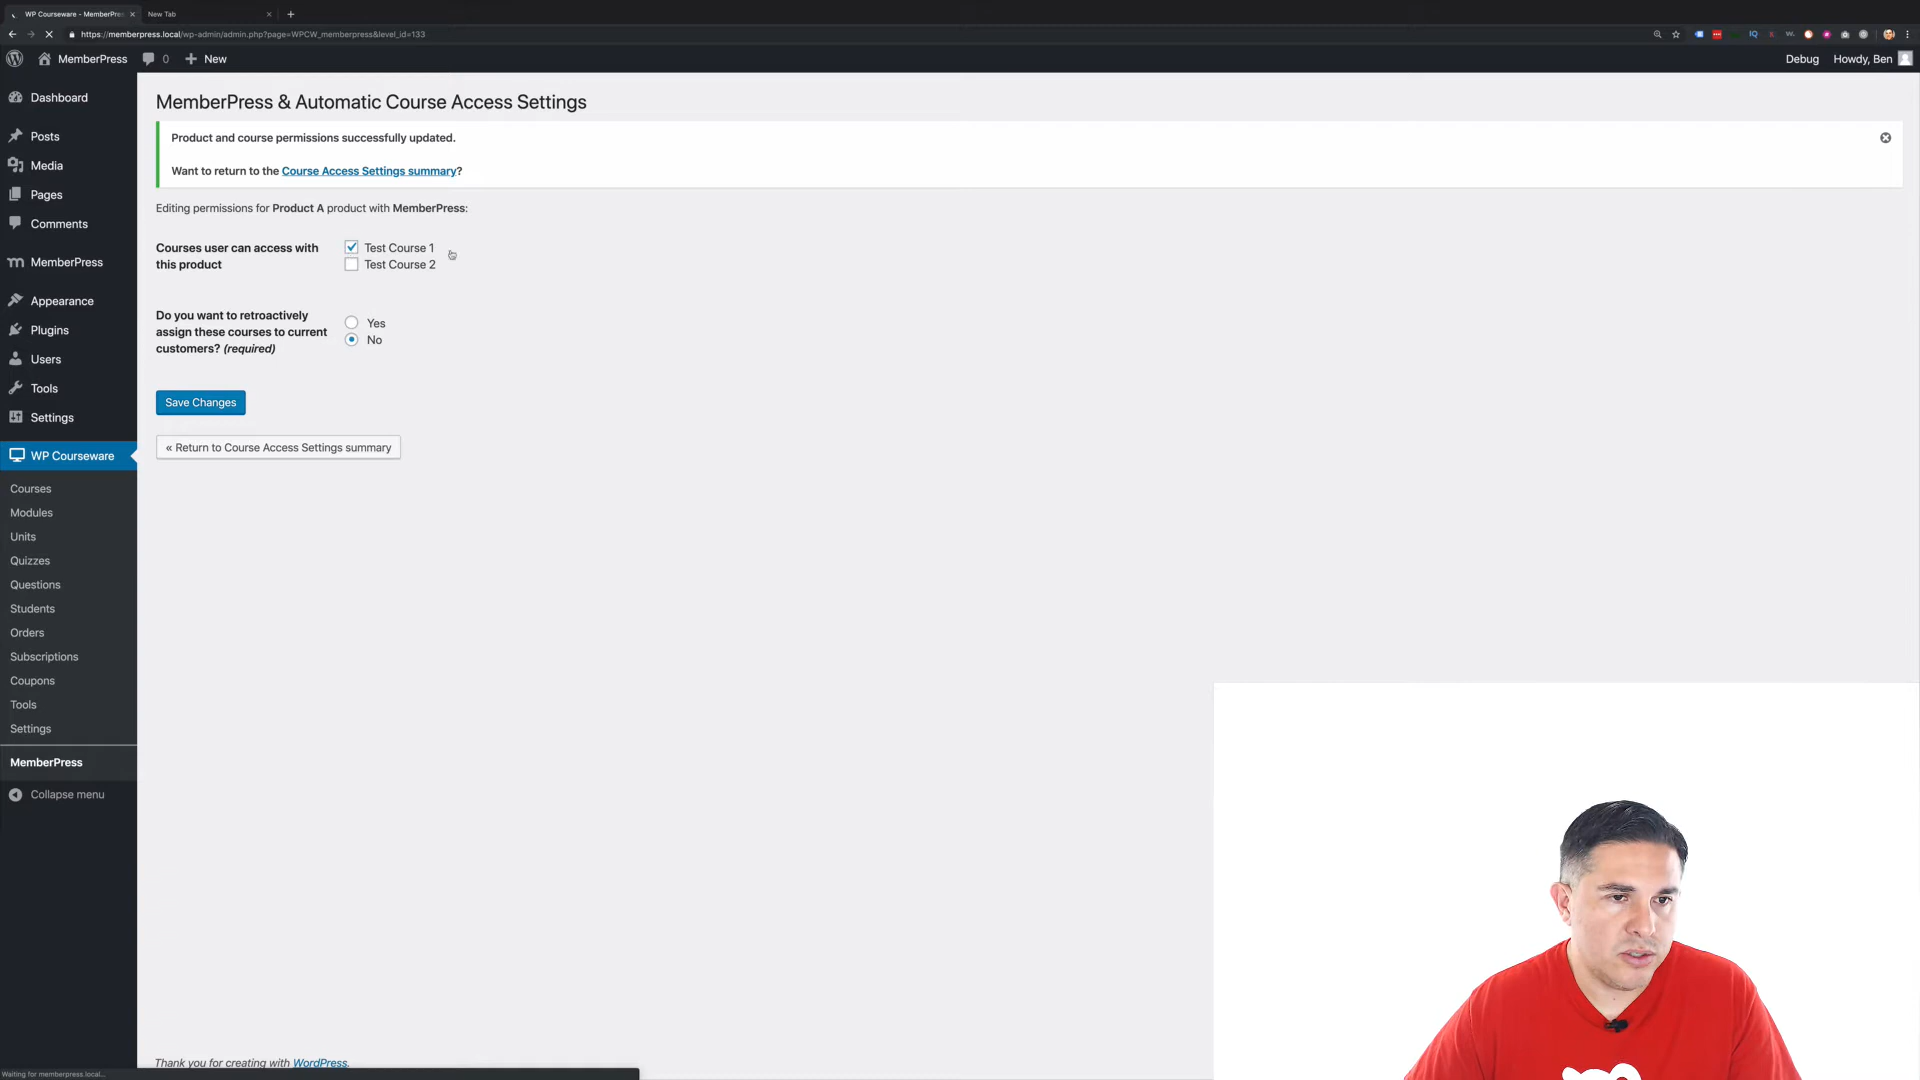 WP Courseware - MemberPres
New Tab
https://memberpress.local/wp-admin/admin.php?page=WPCW_memberpress&level_id=133
MemberPress
0
New
Debug
Howdy, Ben
Dashboard
Posts
Media
Pages
Comments
MemberPress
Appearance
Plugins
Users
Tools
Settings
WP Courseware
Courses
Modules
Units
Quizzes
Questions
Students
Orders
Subscriptions
Coupons
Tools
Settings
MemberPress
Collapse menu
MemberPress & Automatic Course Access Settings
Product and course permissions successfully updated.
Want to return to the Course Access Settings summary?
Editing permissions for Product A product with MemberPress:
Courses user can access with
this product
Test Course 1
Test Course 2
Do you want to retroactively
assign these courses to current
customers? (required)
Yes
No
Save Changes
« Return to Course Access Settings summary
Thank you for creating with WordPress.
Waiting for memberpress.local...